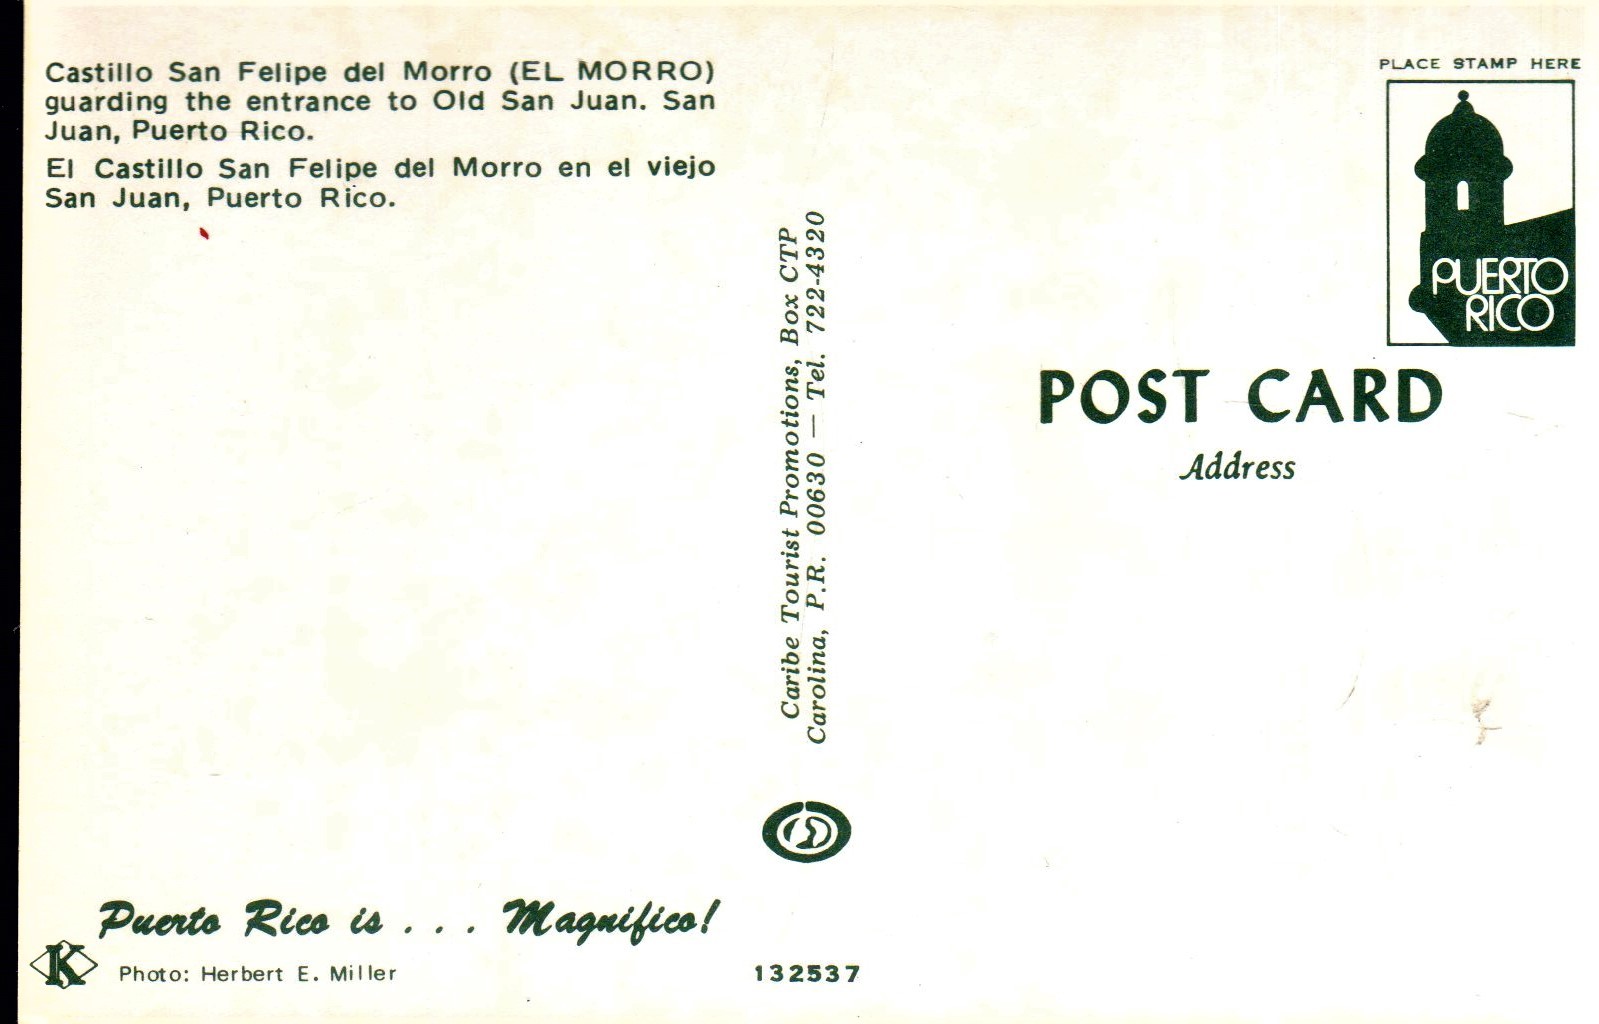 Castillo San Felipe del Morro (EL MORRO)
guarding the entrance to Old San Juan. San
Juan, Puerto Rico.
El Castillo San Felipe del Morro en el viejo
San Juan, Puerto Rico.
Puerto Rico is . . . Magnifico!
K
Photo: Herbert E. Miller
Caribe Tourist Promotions, Box CTP
Carolina, P.R. 00630 — Tel. 722-4320
132537
PLACE STAMP HERE
PUERTO
RICO
POST CARD
Address